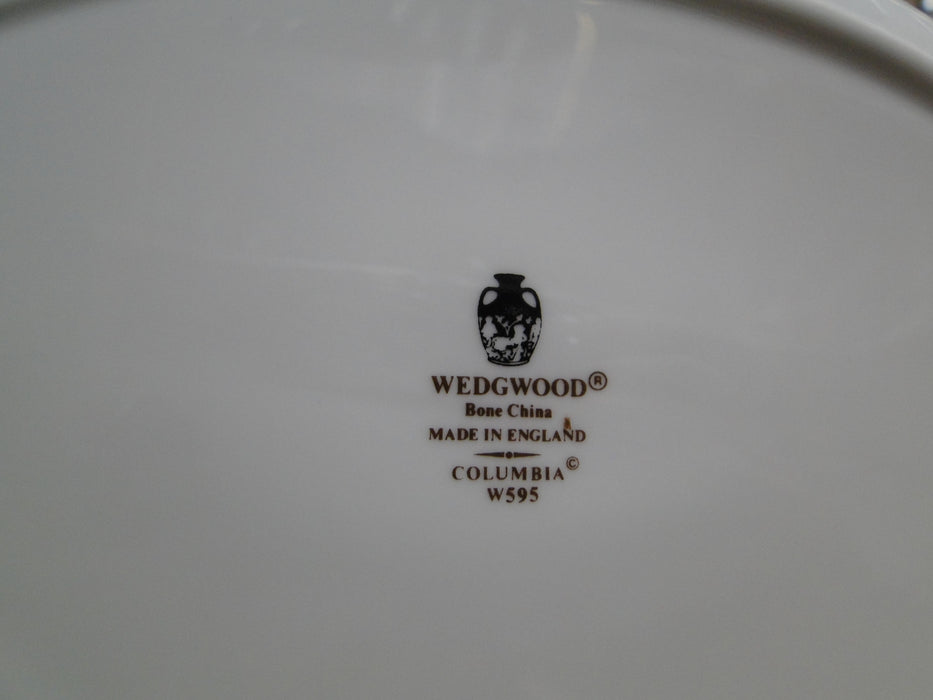 WEDGWOOD®
Bone China
MADE IN ENGLAND
COLUMBIA©
W595